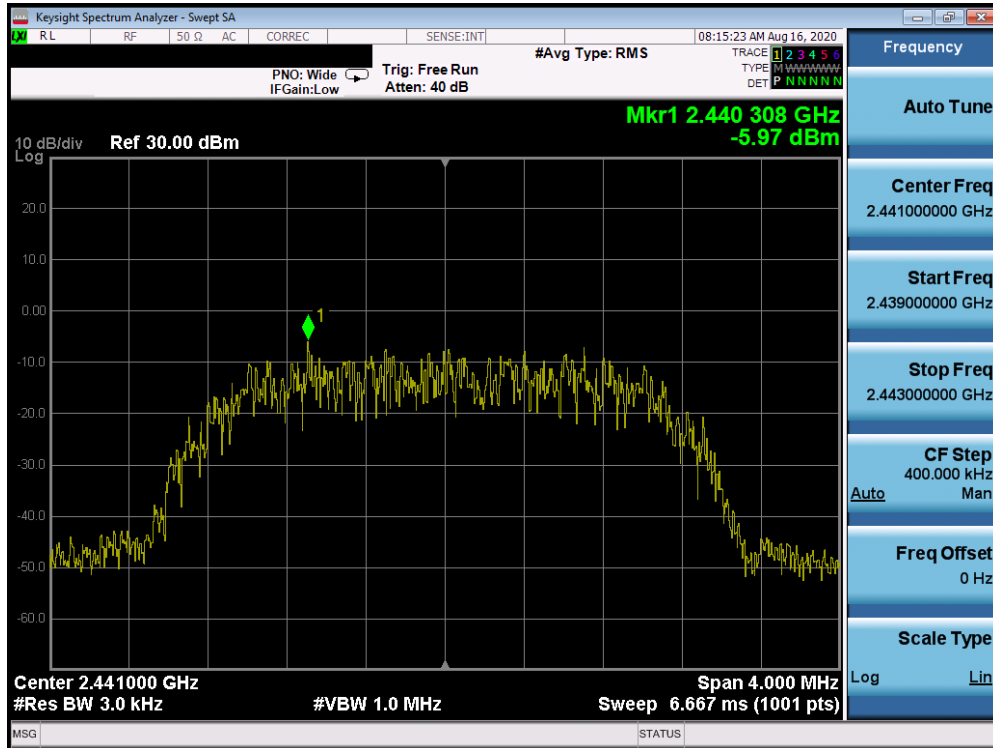 Keysight Spectrum Analyzer - Swept SA
LXI RL RF 50 Ω AC CORREC SENSE:INT 08:15:23 AM Aug 16, 2020
PNO: Wide
IFGain:Low
Trig: Free Run
Atten: 40 dB
#Avg Type: RMS
TRACE 1 2 3 4 5 6
TYPE M W W W W W
DET P N N N N N
Mkr1 2.440 308 GHz
-5.97 dBm
10 dB/div Ref 30.00 dBm
Log
20.0
10.0
0.00
1
-10.0
-20.0
-30.0
-40.0
-50.0
-60.0
Center 2.441000 GHz Span 4.000 MHz
#Res BW 3.0 kHz #VBW 1.0 MHz Sweep 6.667 ms (1001 pts)
MSG STATUS
Frequency
Auto Tune
Center Freq
2.441000000 GHz
Start Freq
2.439000000 GHz
Stop Freq
2.443000000 GHz
CF Step
400.000 kHz
Auto Man
Freq Offset
0 Hz
Scale Type
Log Lin